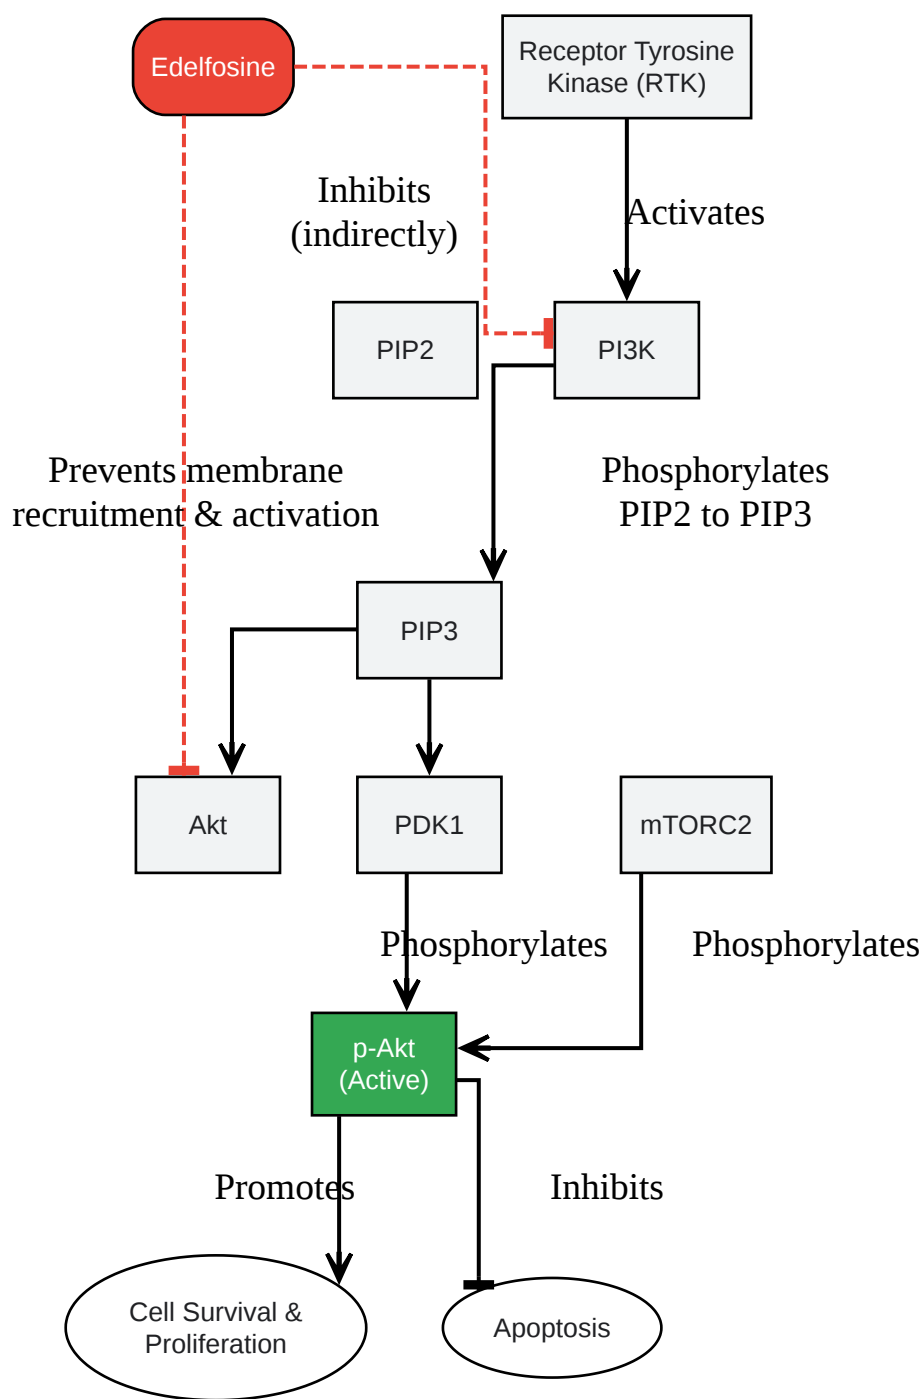 Edelfosine
Receptor Tyrosine
Kinase (RTK)
Inhibits
(indirectly)
Activates
PIP2
PI3K
Prevents membrane
recruitment & activation
Phosphorylates
PIP2 to PIP3
PIP3
Akt
PDK1
mTORC2
Phosphorylates
Phosphorylates
p-Akt
(Active)
Promotes
Inhibits
Cell Survival &
Proliferation
Apoptosis